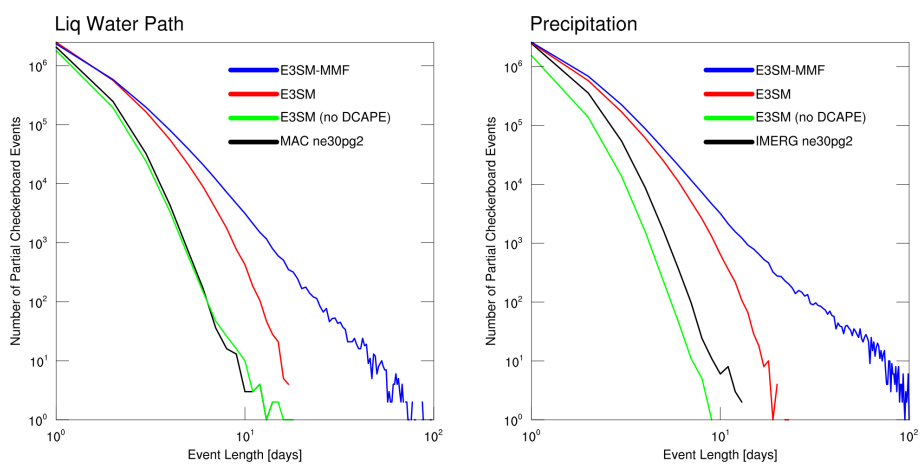 Liq Water Path
Number of Partial Checkerboard Events
10^6
10^5
10^4
10^3
10^2
10^1
10^0
E3SM-MMF
E3SM
E3SM (no DCAPE)
MAC ne30pg2
10^0
10^1
10^2
Event Length [days]
Precipitation
Number of Partial Checkerboard Events
10^6
10^5
10^4
10^3
10^2
10^1
10^0
E3SM-MMF
E3SM
E3SM (no DCAPE)
IMERG ne30pg2
10^0
10^1
10^2
Event Length [days]